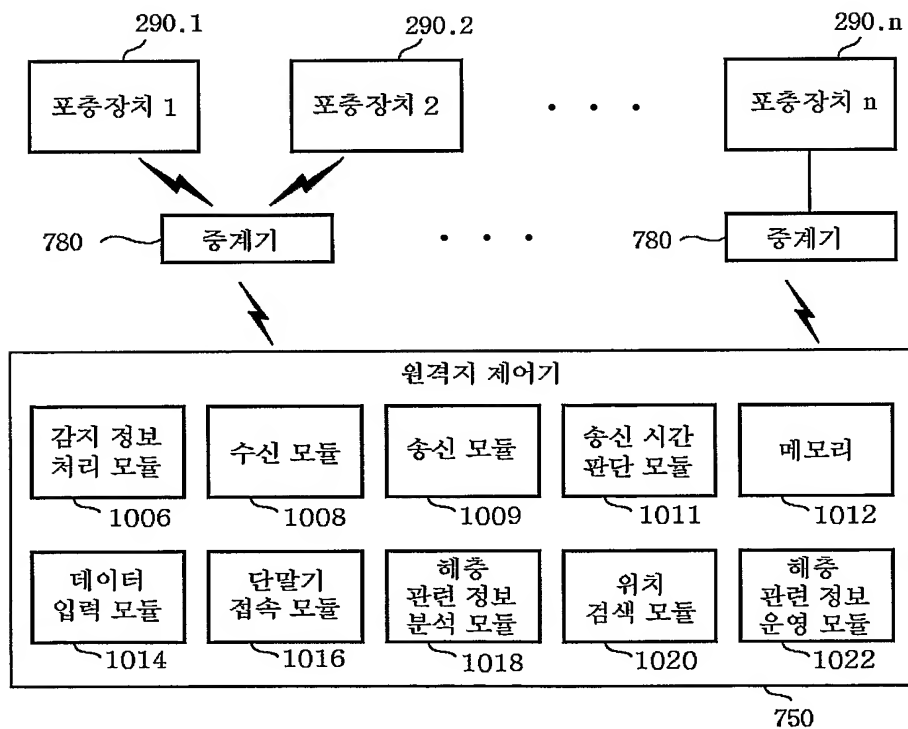 290.1
290.2
290.n
포충장치 1
포충장치 2
포충장치 n
780
중계기
780
중계기
원격지 제어기
감지 정보
처리 모듈
수신 모듈
송신 모듈
송신 시간
판단 모듈
메모리
1006
1008
1009
1011
1012
데이터
입력 모듈
단말기
접속 모듈
해충
관련 정보
분석 모듈
위치
검색 모듈
해충
관련 정보
운영 모듈
1014
1016
1018
1020
1022
750